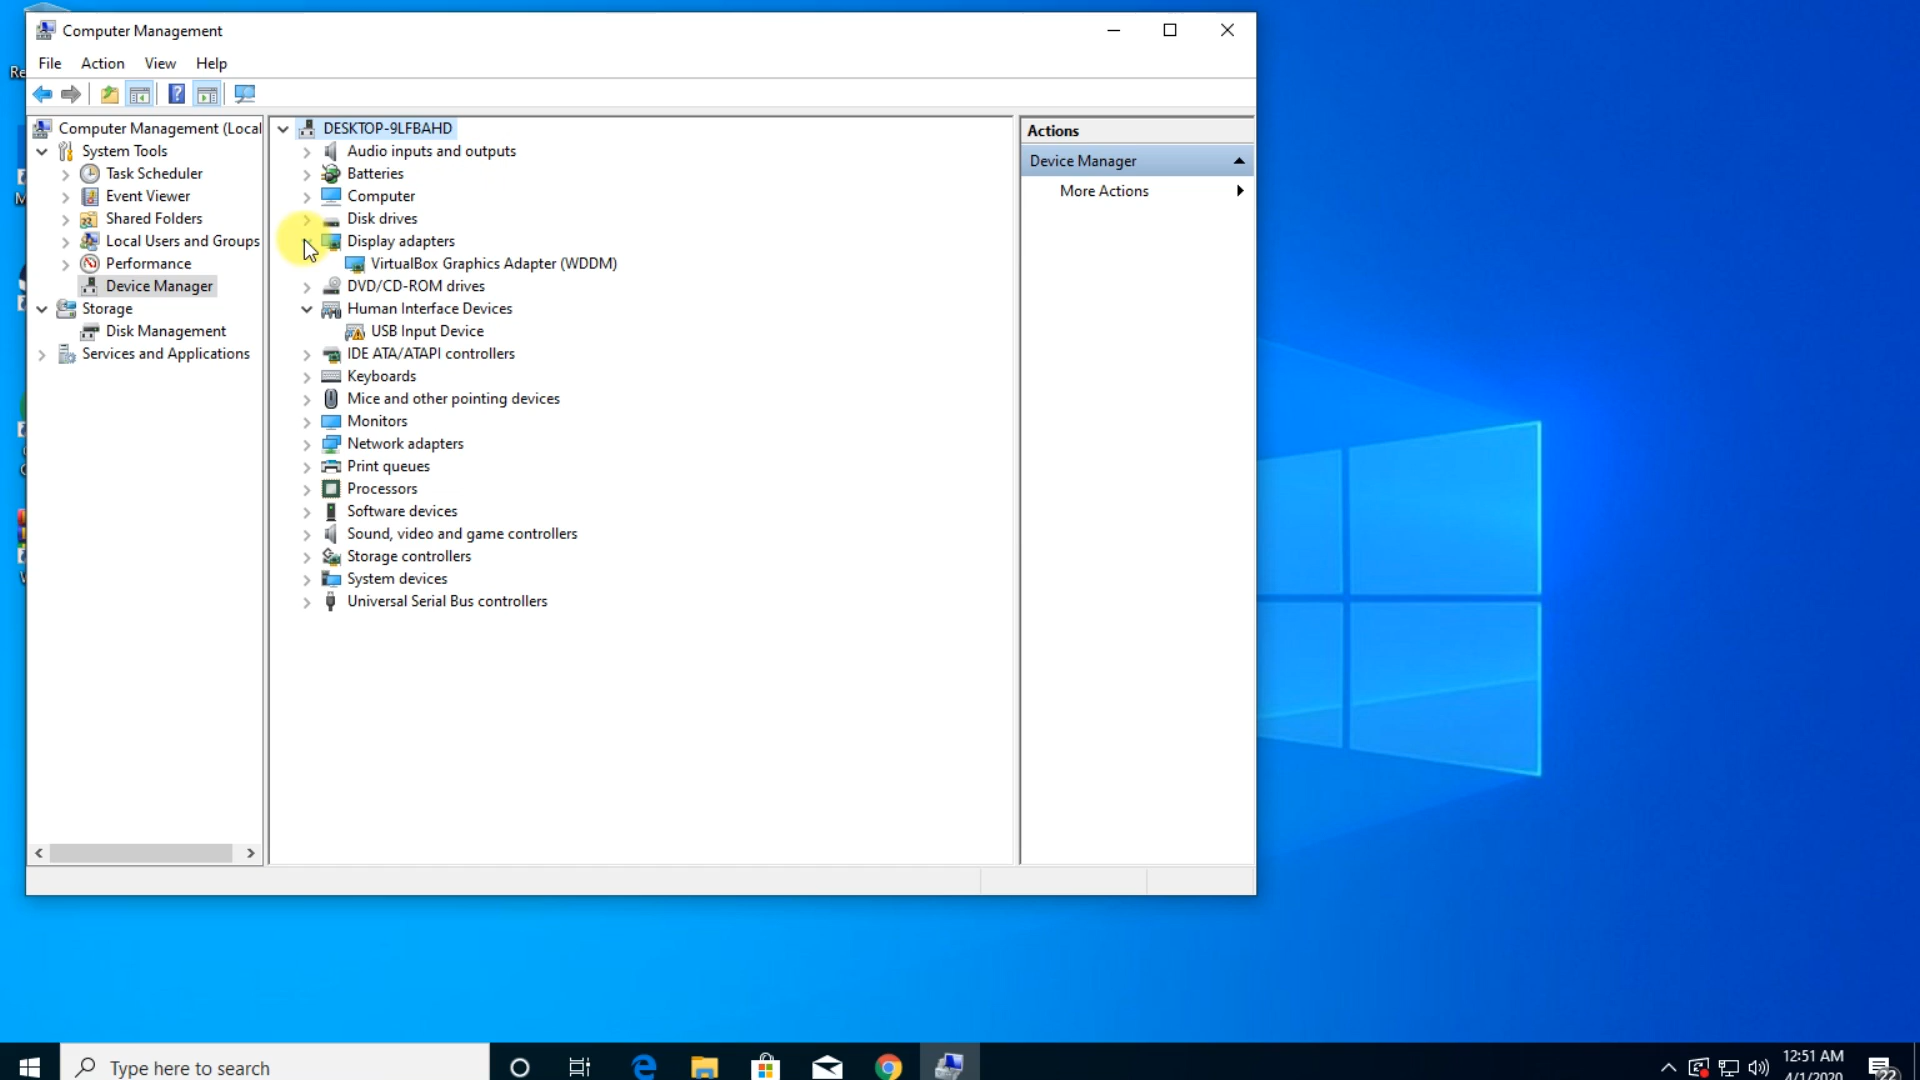 Computer Management
File Action View Help
Computer Management (Local
System Tools
Task Scheduler
Event Viewer
Shared Folders
Local Users and Groups
Performance
Device Manager
Storage
Disk Management
Services and Applications
DESKTOP-9LFBAHD
Audio inputs and outputs
Batteries
Computer
Disk drives
Display adapters
VirtualBox Graphics Adapter (WDDM)
DVD/CD-ROM drives
Human Interface Devices
USB Input Device
IDE ATA/ATAPI controllers
Keyboards
Mice and other pointing devices
Monitors
Network adapters
Print queues
Processors
Software devices
Sound, video and game controllers
Storage controllers
System devices
Universal Serial Bus controllers
Actions
Device Manager
More Actions
Re
Type here to search
12:51 AM
4/1/2020
22